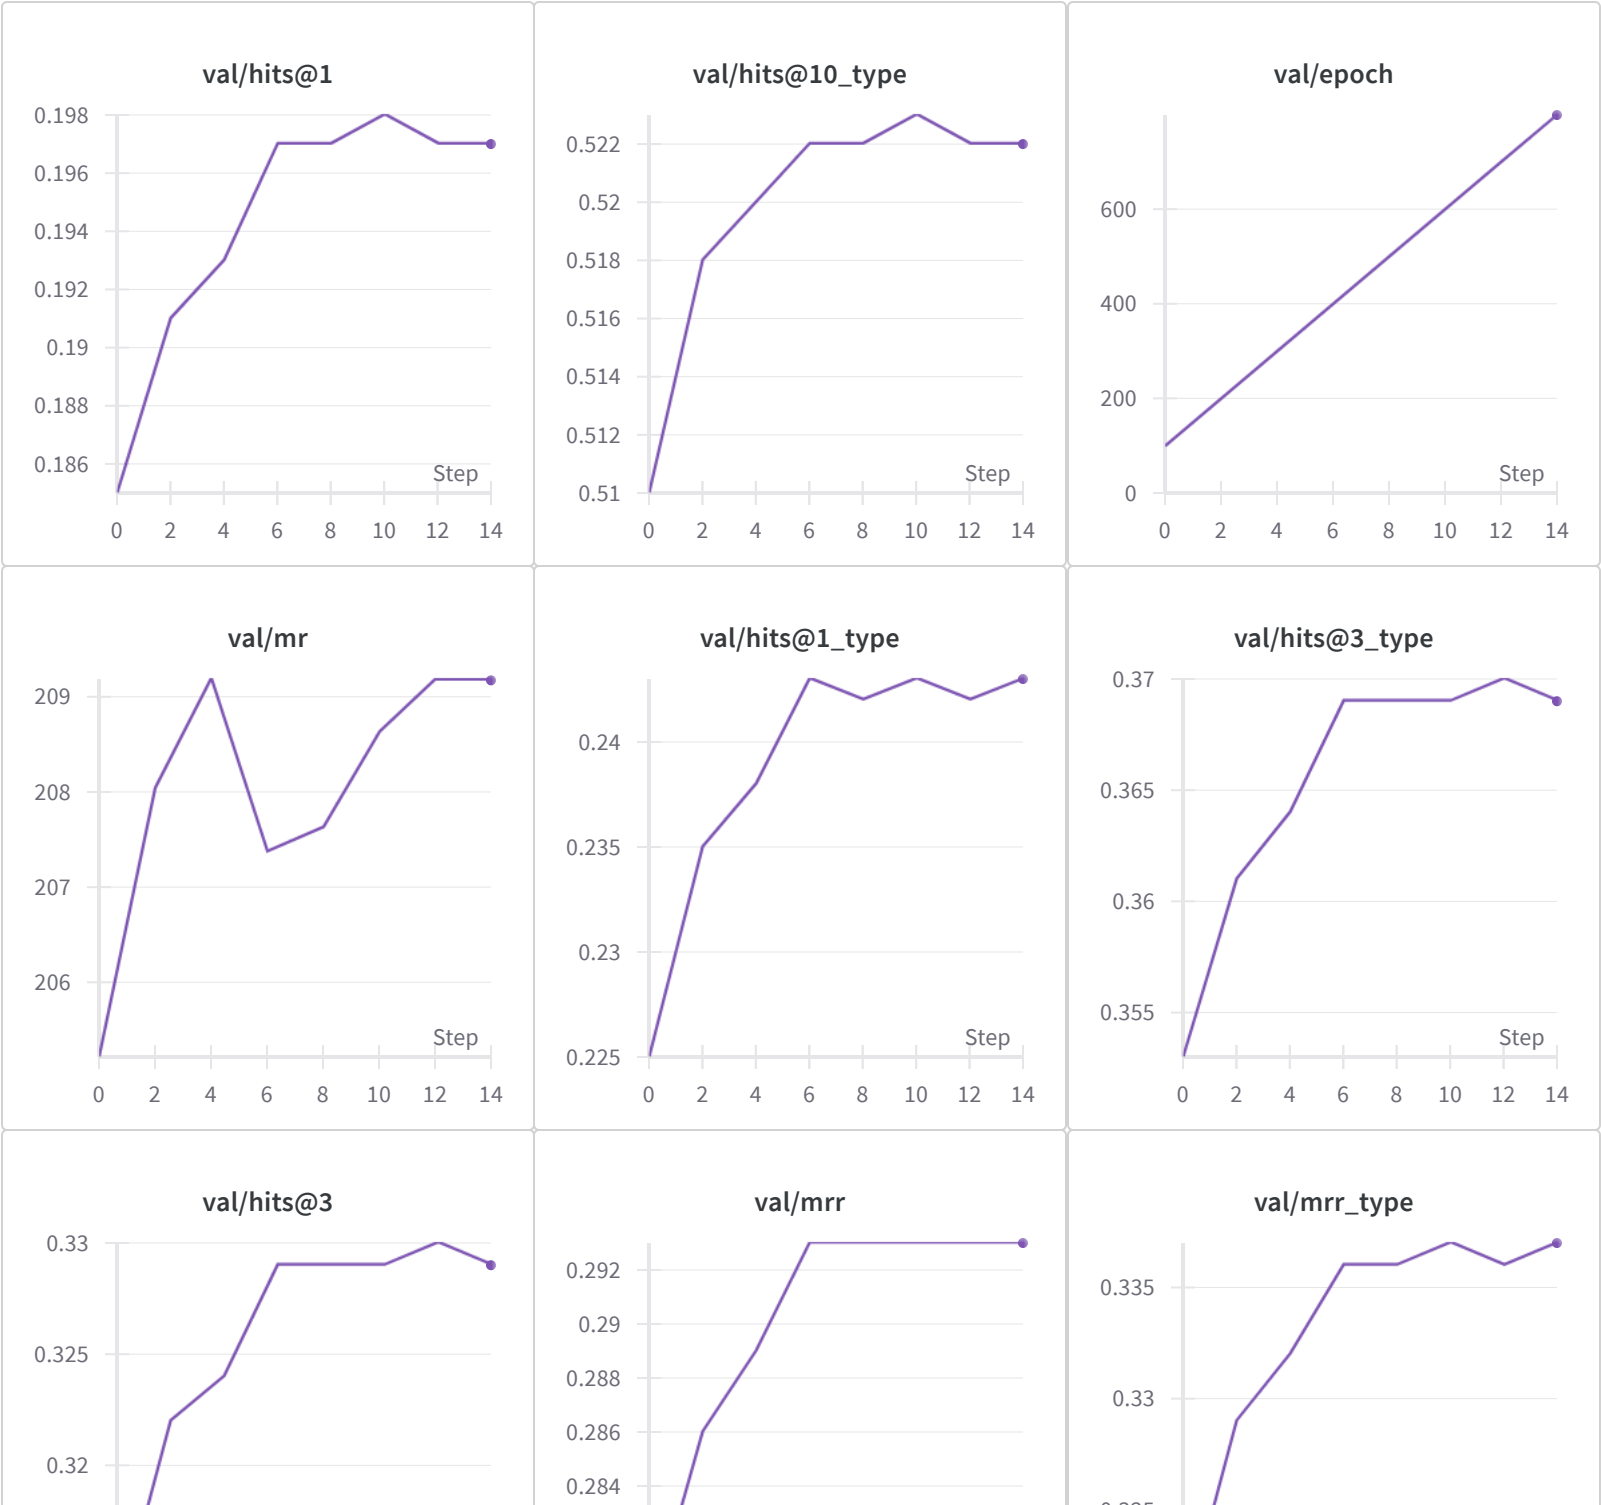 val/hits@1
0.198
0.196
0.194
0.192
0.19
0.188
0.186
Step
0 2 4 6 8 10 12 14
val/hits@10_type
0.522
0.52
0.518
0.516
0.514
0.512
0.51
Step
0 2 4 6 8 10 12 14
val/epoch
600
400
200
0
Step
0 2 4 6 8 10 12 14
val/mr
209
208
207
206
Step
0 2 4 6 8 10 12 14
val/hits@1_type
0.24
0.235
0.23
0.225
Step
0 2 4 6 8 10 12 14
val/hits@3_type
0.37
0.365
0.36
0.355
Step
0 2 4 6 8 10 12 14
val/hits@3
0.33
0.325
0.32
val/mrr
0.292
0.29
0.288
0.286
0.284
val/mrr_type
0.335
0.33